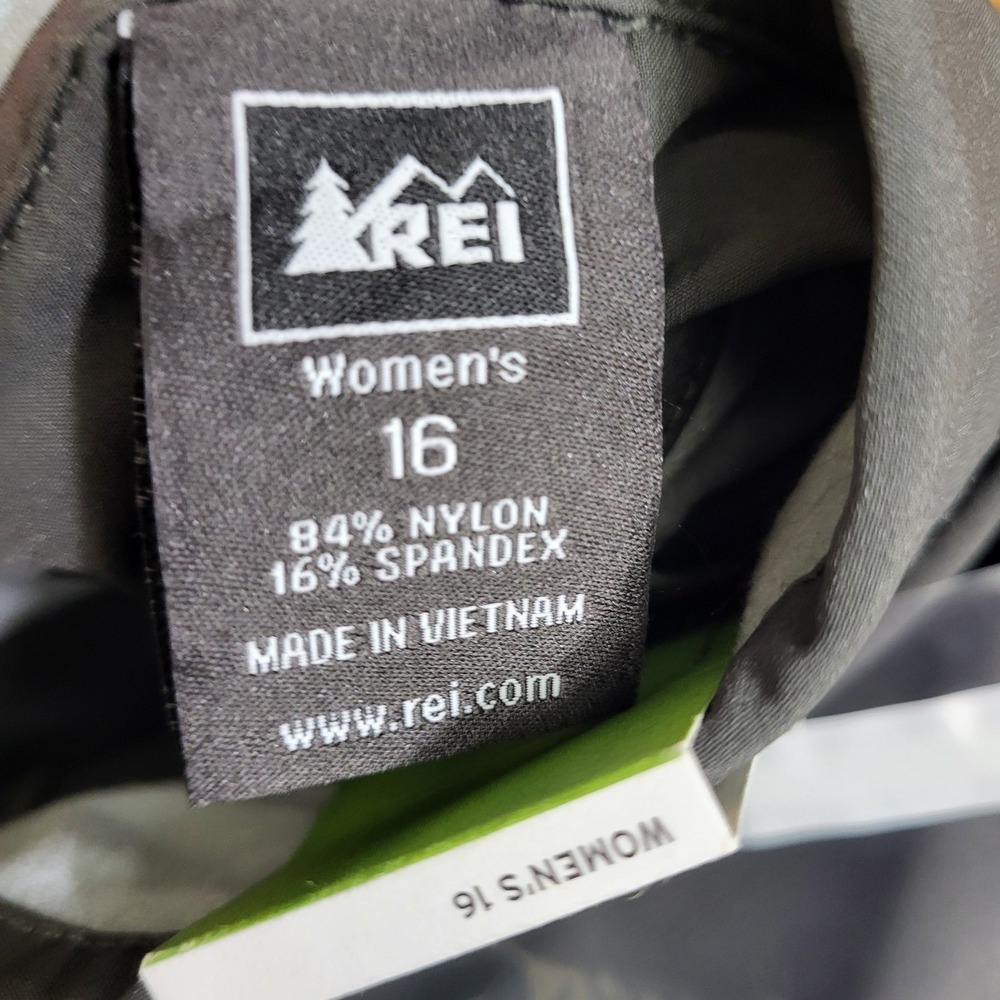 REI
Women's
16
84% NYLON
16% SPANDEX
MADE IN VIETNAM
www.rei.com
WOMEN'S 16